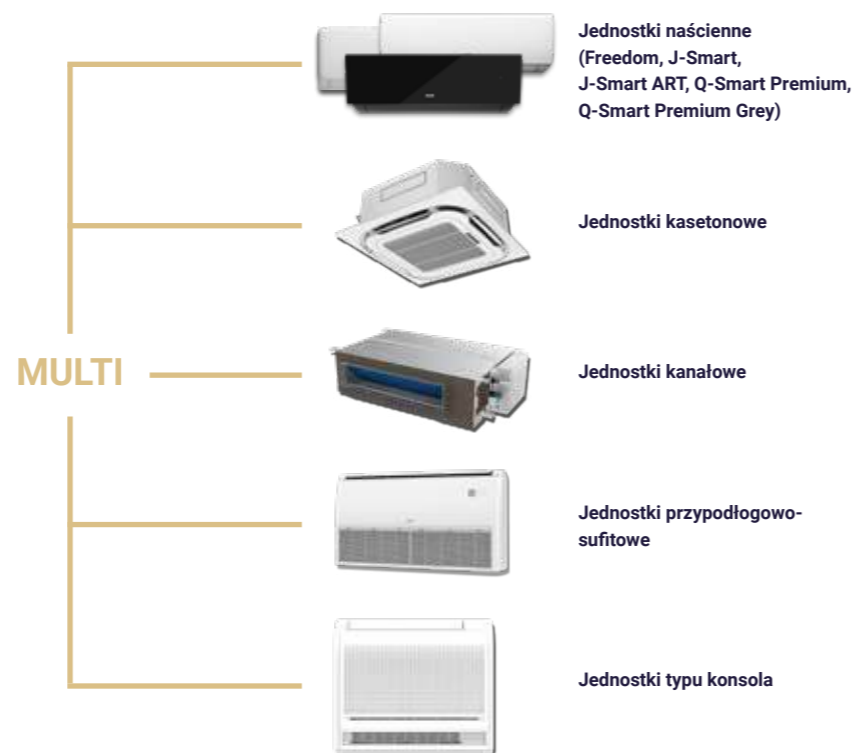 Jednostki naścienne
(Freedom, J-Smart,
J-Smart ART, Q-Smart Premium,
Q-Smart Premium Grey)
Jednostki kasetonowe
MULTI
Jednostki kanałowe
Jednostki przypodłogowo-
sufitowe
Jednostki typu konsola